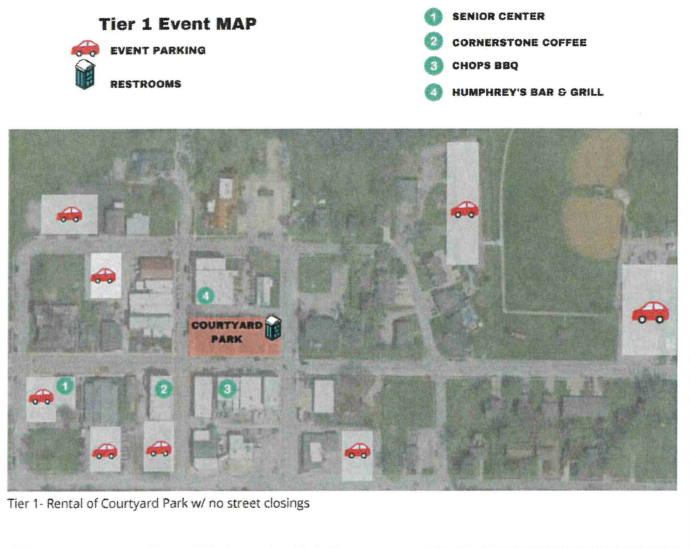 Tier 1 Event MAP
EVENT PARKING
RESTROOMS
1 SENIOR CENTER
2 CORNERSTONE COFFEE
3 CHOPS BBQ
4 HUMPHREY'S BAR & GRILL
4
COURTYARD
PARK
1
2
3
Tier 1- Rental of Courtyard Park w/ no street closings